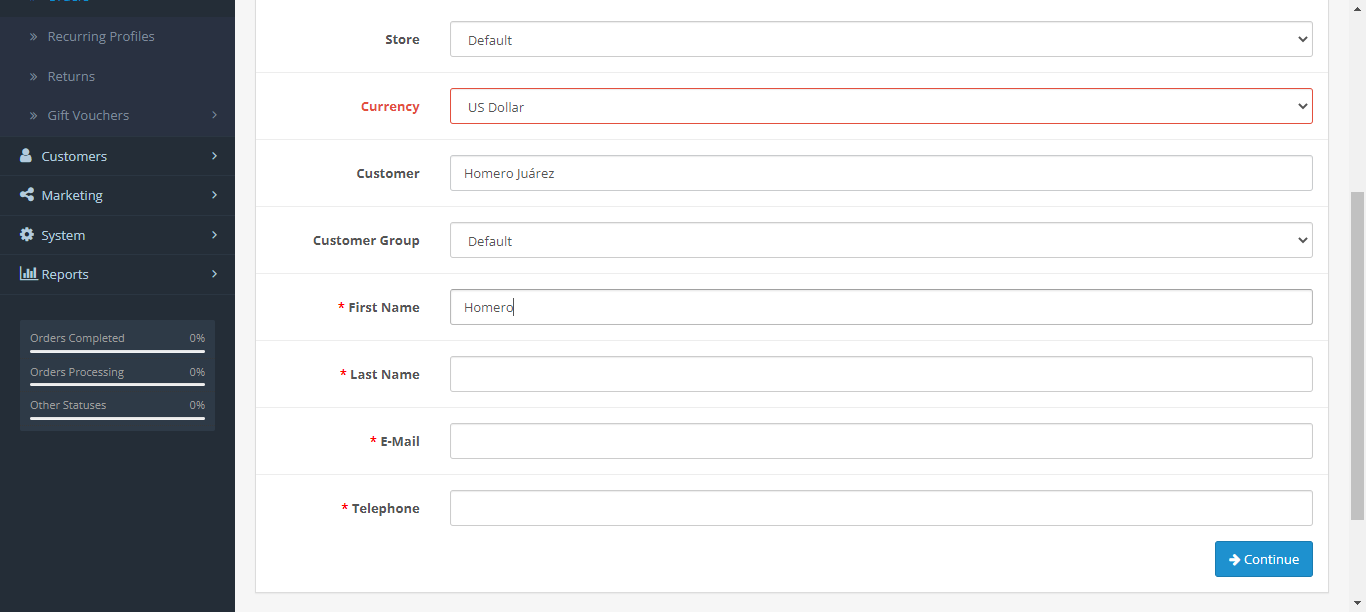 Orders
Recurring Profiles
Returns
Gift Vouchers
Customers
Marketing
System
Reports
Orders Completed 0%
Orders Processing 0%
Other Statuses 0%
Store Default
Currency US Dollar
Customer Homero Juárez
Customer Group Default
* First Name Homero
* Last Name
* E-Mail
* Telephone
Continue